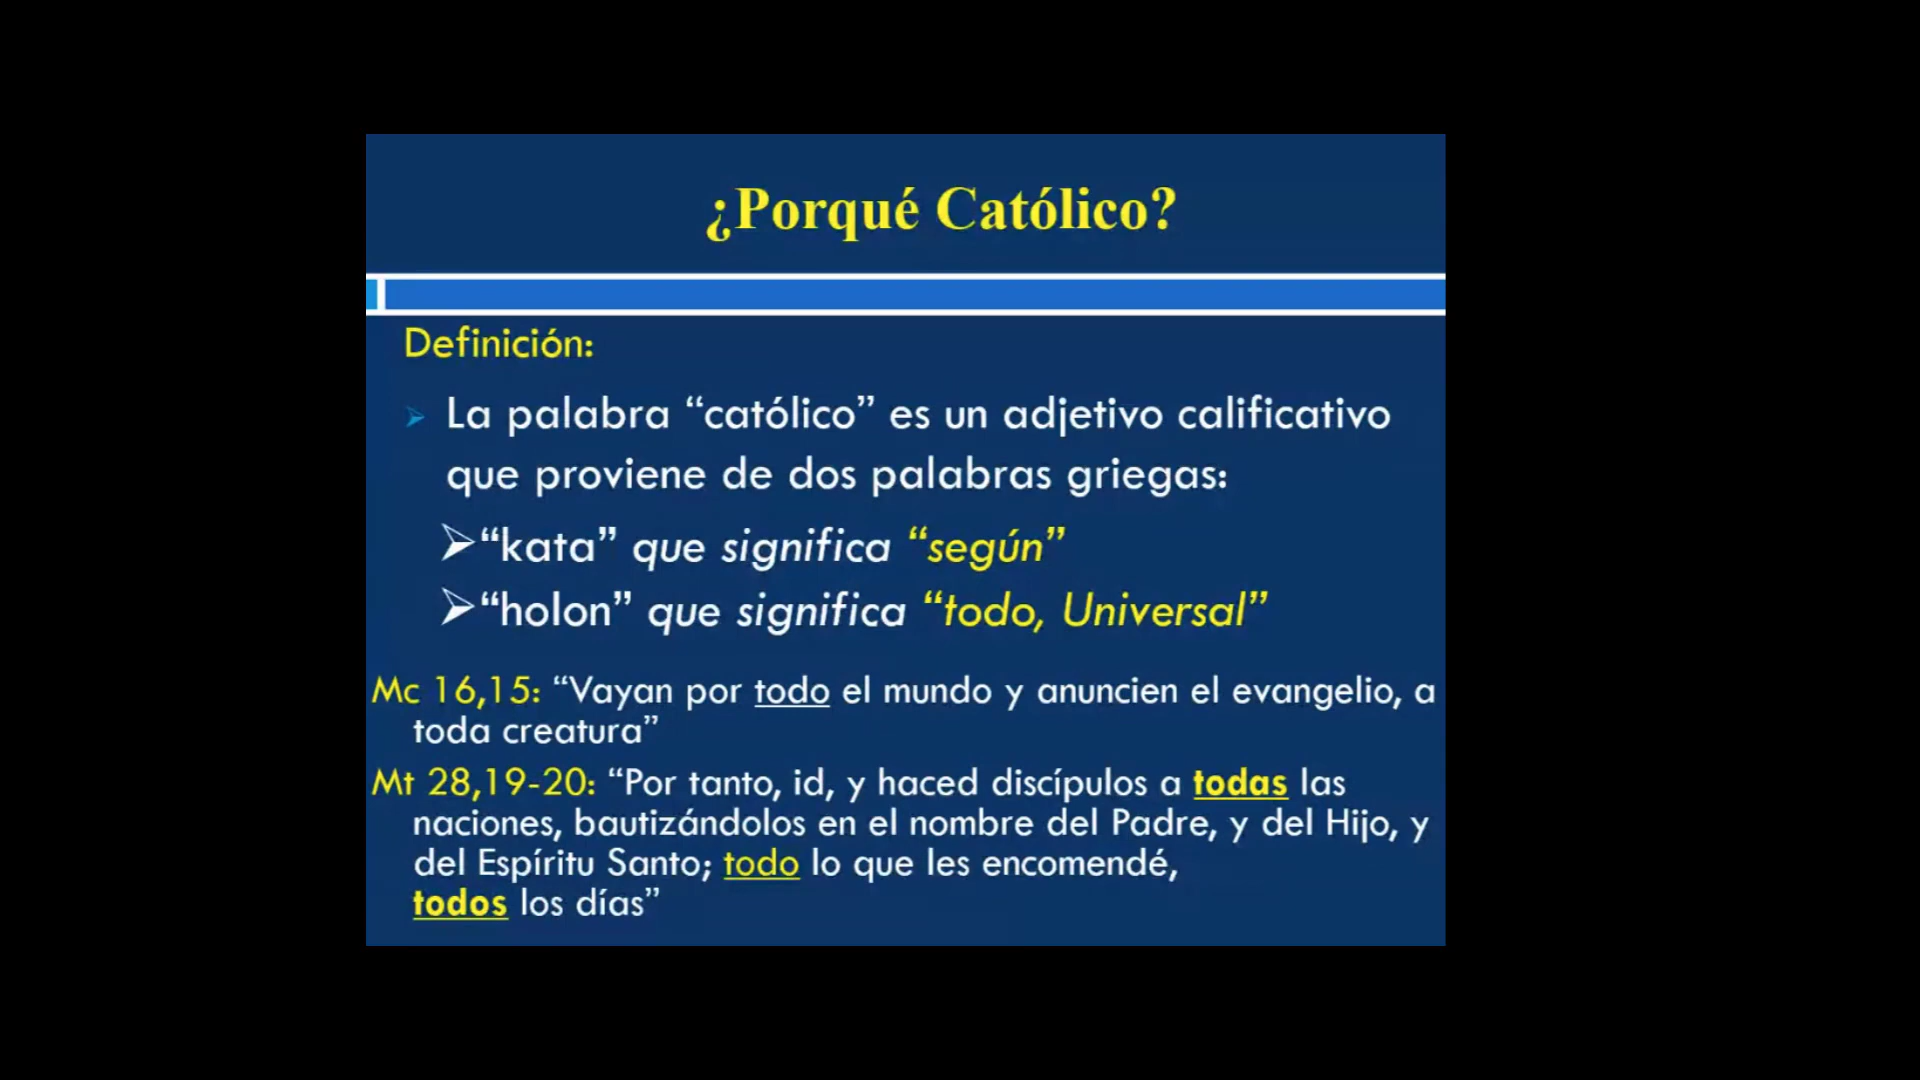 ¿Porqué Católico?
Definición:
La palabra “católico” es un adjetivo calificativo
que proviene de dos palabras griegas:
“kata” que significa “según”
“holon” que significa “todo, Universal”
Mc 16,15: “Vayan por todo el mundo y anuncien el evangelio, a
toda creatura”
Mt 28,19-20: “Por tanto, id, y haced discípulos a todas las
naciones, bautizándolos en el nombre del Padre, y del Hijo, y
del Espíritu Santo; todo lo que les encomendé,
todos los días”